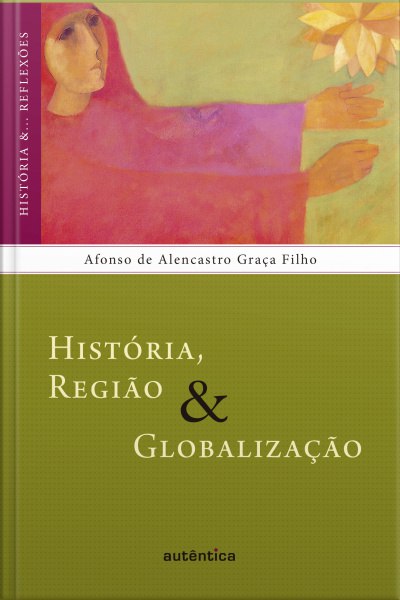 HISTÓRIA &... REFLEXÕES
Afonso de Alencastro Graça Filho
HISTÓRIA,
REGIÃO &
GLOBALIZAÇÃO
autêntica